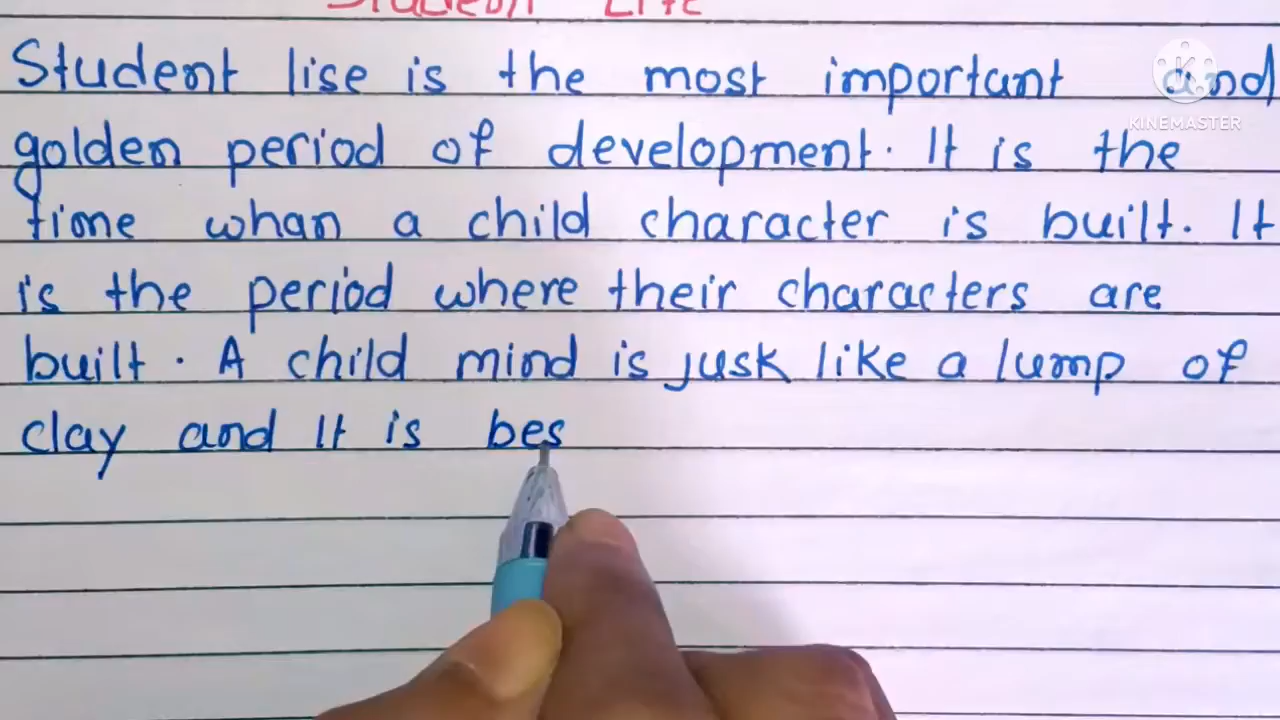 Student Life
Student lise is the most important and
golden period of development. It is the
time whan a child character is built. It
is the period where their characters are
built. A child mind is jusk like a lump of
clay and it is bes
KINEMASTER